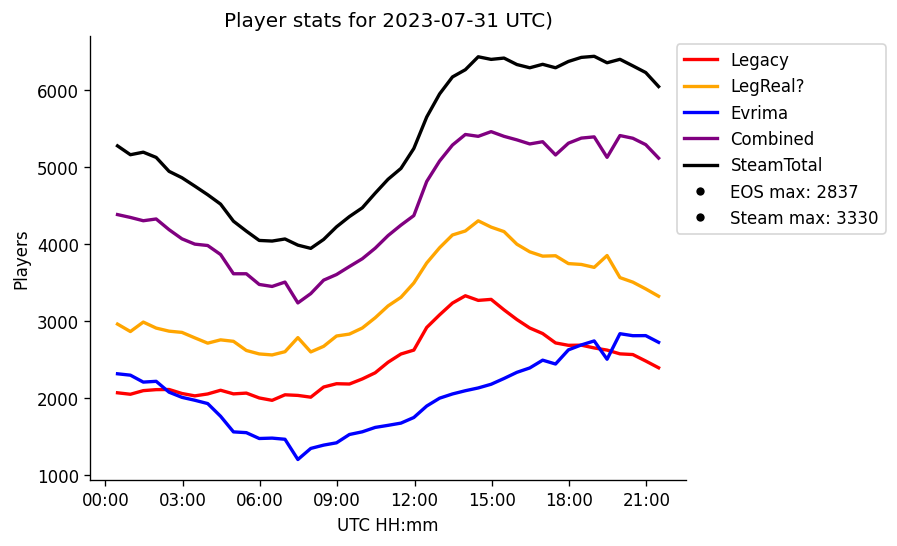 Player stats for 2023-07-31 UTC)
Legacy
LegReal?
Evrima
Combined
SteamTotal
EOS max: 2837
Steam max: 3330
Players
6000
5000
4000
3000
2000
1000
00:00 03:00 06:00 09:00 12:00 15:00 18:00 21:00
UTC HH:mm